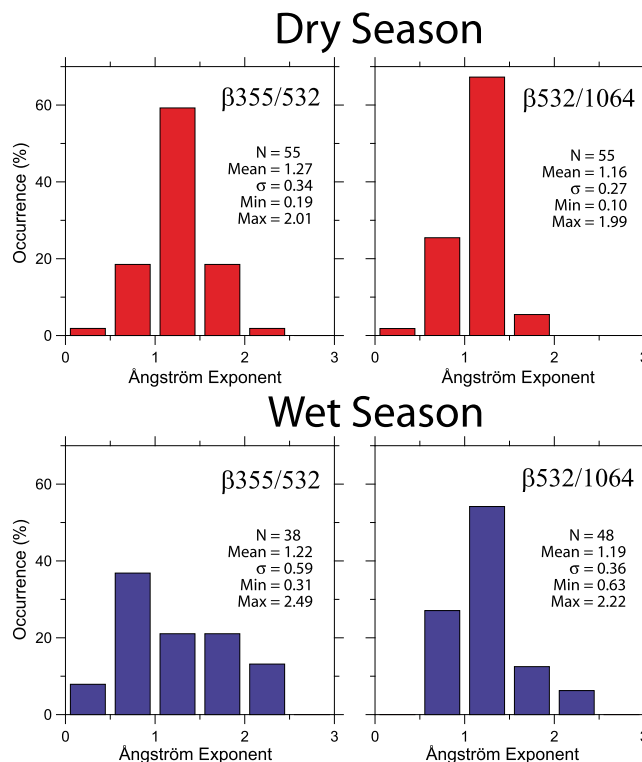 Dry Season
β355/532
N = 55
Mean = 1.27
σ = 0.34
Min = 0.19
Max = 2.01
Occurrence (%)
60
40
20
0
0 1 2 3
Ångström Exponent
β532/1064
N = 55
Mean = 1.16
σ = 0.27
Min = 0.10
Max = 1.99
0 1 2 3
Ångström Exponent
Wet Season
β355/532
N = 38
Mean = 1.22
σ = 0.59
Min = 0.31
Max = 2.49
Occurrence (%)
60
40
20
0
0 1 2 3
Ångström Exponent
β532/1064
N = 48
Mean = 1.19
σ = 0.36
Min = 0.63
Max = 2.22
0 1 2 3
Ångström Exponent